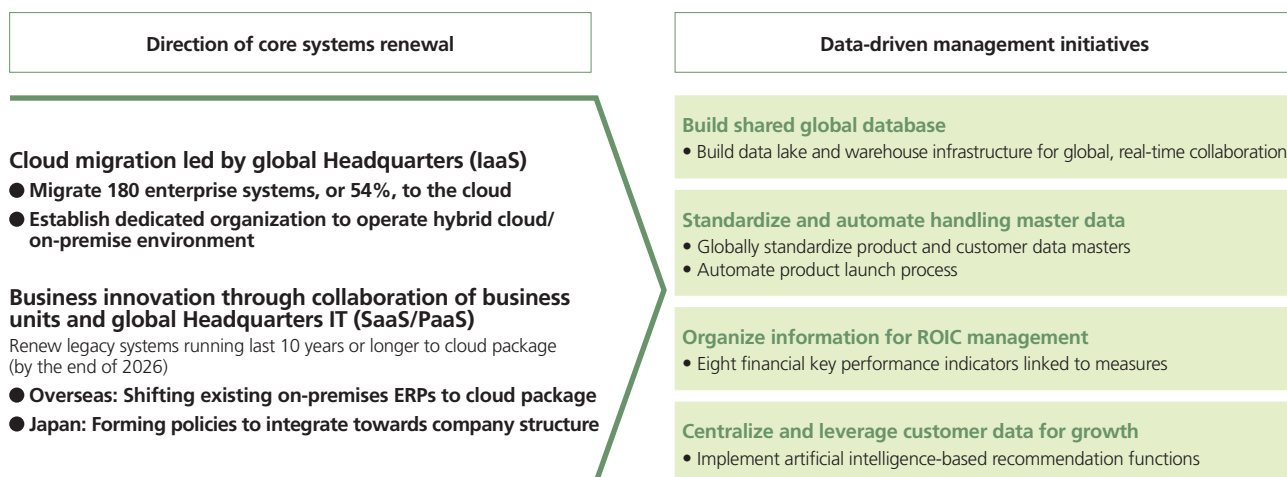 Direction of core systems renewal
Cloud migration led by global Headquarters (IaaS)
● Migrate 180 enterprise systems, or 54%, to the cloud
● Establish dedicated organization to operate hybrid cloud/
on-premise environment
Business innovation through collaboration of business
units and global Headquarters IT (SaaS/PaaS)
Renew legacy systems running last 10 years or longer to cloud package
(by the end of 2026)
● Overseas: Shifting existing on-premises ERPs to cloud package
● Japan: Forming policies to integrate towards company structure
Data-driven management initiatives
Build shared global database
• Build data lake and warehouse infrastructure for global, real-time collaboration
Standardize and automate handling master data
• Globally standardize product and customer data masters
• Automate product launch process
Organize information for ROIC management
• Eight financial key performance indicators linked to measures
Centralize and leverage customer data for growth
• Implement artificial intelligence-based recommendation functions